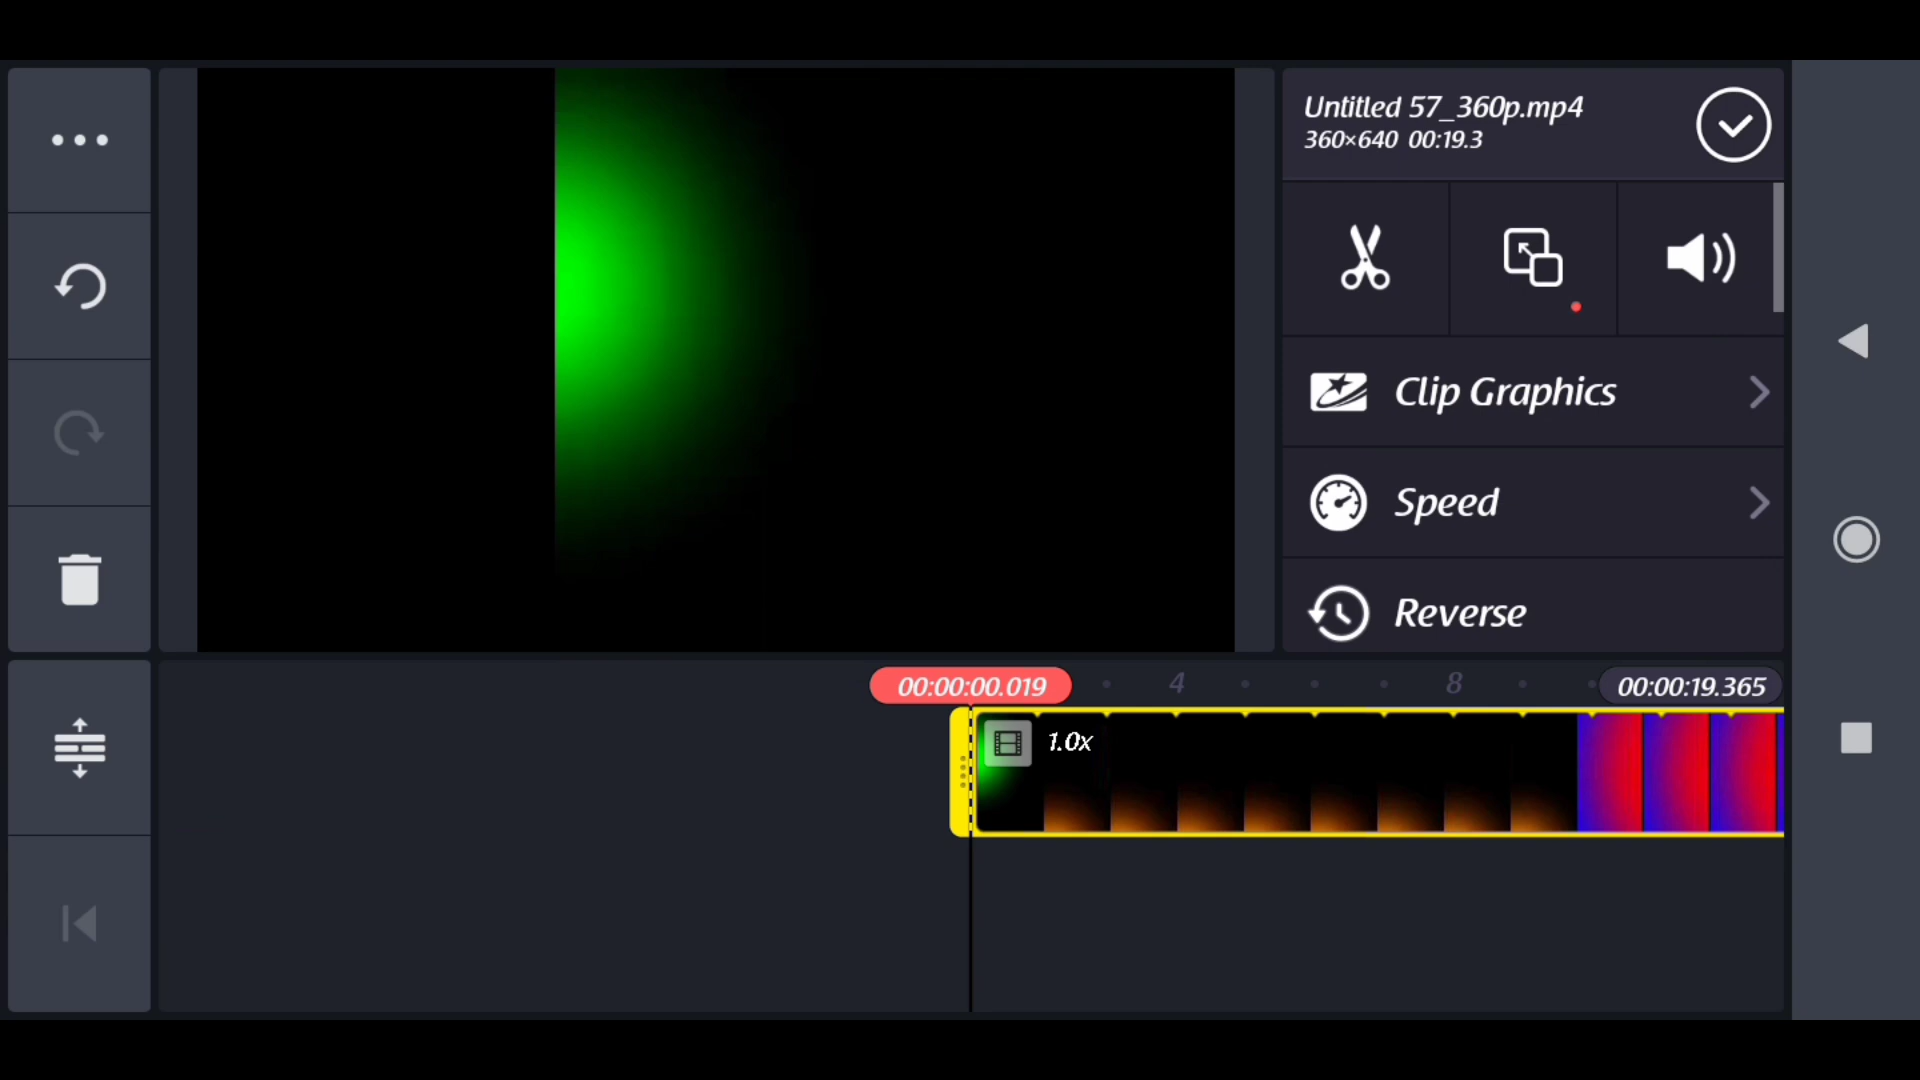 Untitled 57_360p.mp4
360×640 00:19.3
Clip Graphics
Speed
Reverse
00:00:00.019
4
8
00:00:19.365
1.0x